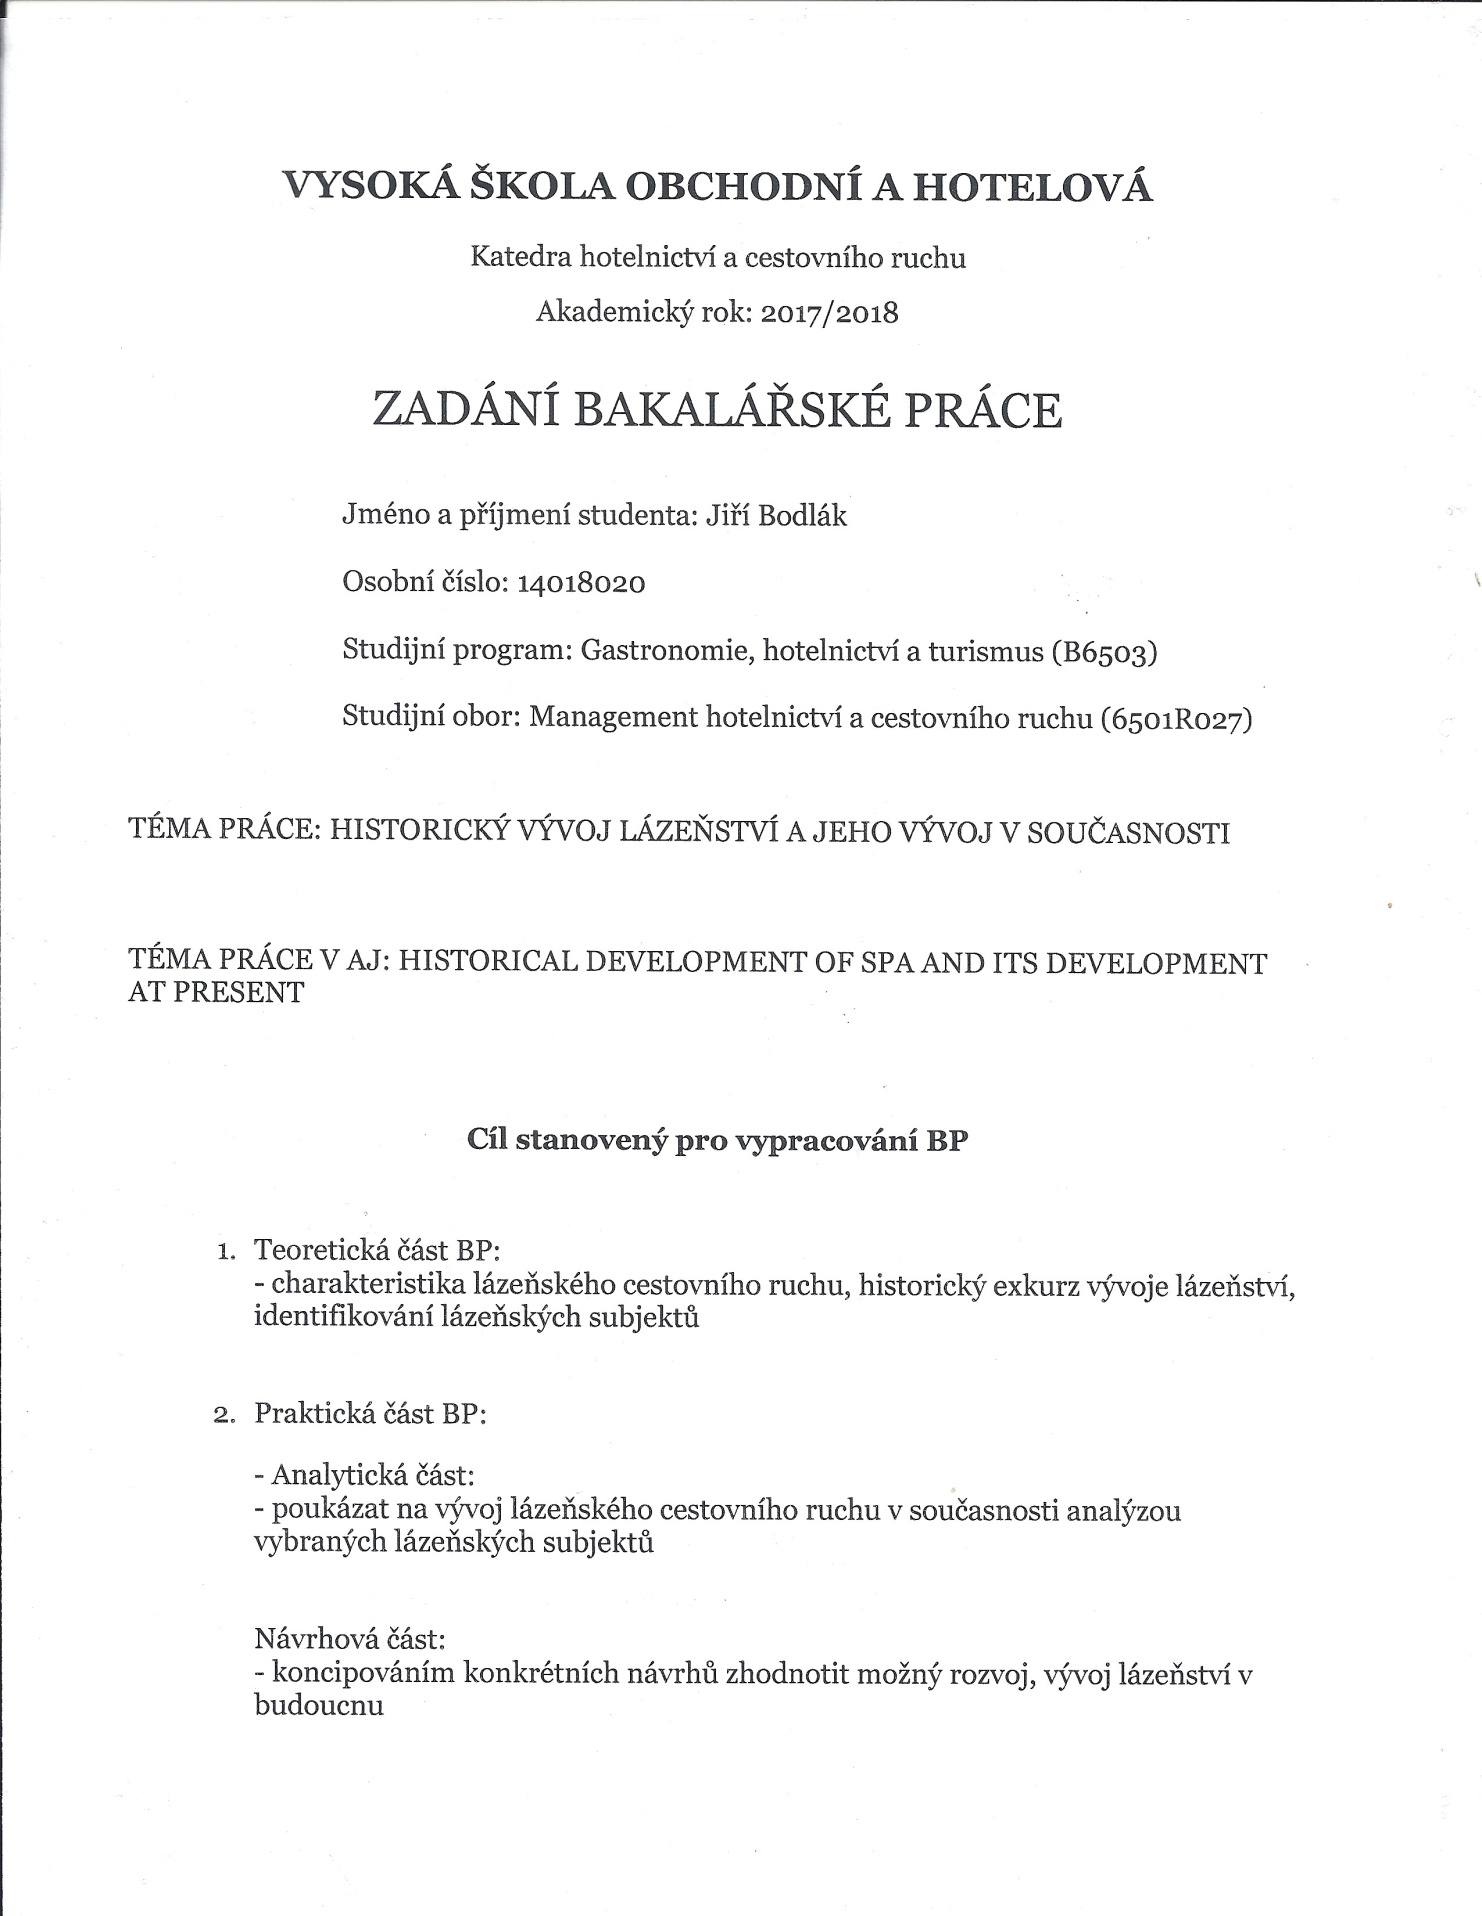 VYSOKÁ ŠKOLA OBCHODNÍ A HOTELOVÁ
Katedra hotelnictví a cestovního ruchu
Akademický rok: 2017/2018
ZADÁNÍ BAKALÁŘSKÉ PRÁCE
Jméno a příjmení studenta: Jiří Bodlák
Osobní číslo: 14018020
Studijní program: Gastronomie, hotelnictví a turismus (B6503)
Studijní obor: Management hotelnictví a cestovního ruchu (6501R027)
TÉMA PRÁCE: HISTORICKÝ VÝVOJ LÁZEŇSTVÍ A JEHO VÝVOJ V SOUČASNOSTI
TÉMA PRÁCE V AJ: HISTORICAL DEVELOPMENT OF SPA AND ITS DEVELOPMENT
AT PRESENT
Cíl stanovený pro vypracování BP
1. Teoretická část BP:
- charakteristika lázeňského cestovního ruchu, historický exkurz vývoje lázeňství,
identifikování lázeňských subjektů
2. Praktická část BP:
- Analytická část:
- poukázat na vývoj lázeňského cestovního ruchu v současnosti analýzou
vybraných lázeňských subjektů
Návrhová část:
- koncipováním konkrétních návrhů zhodnotit možný rozvoj, vývoj lázeňství v
budoucnu